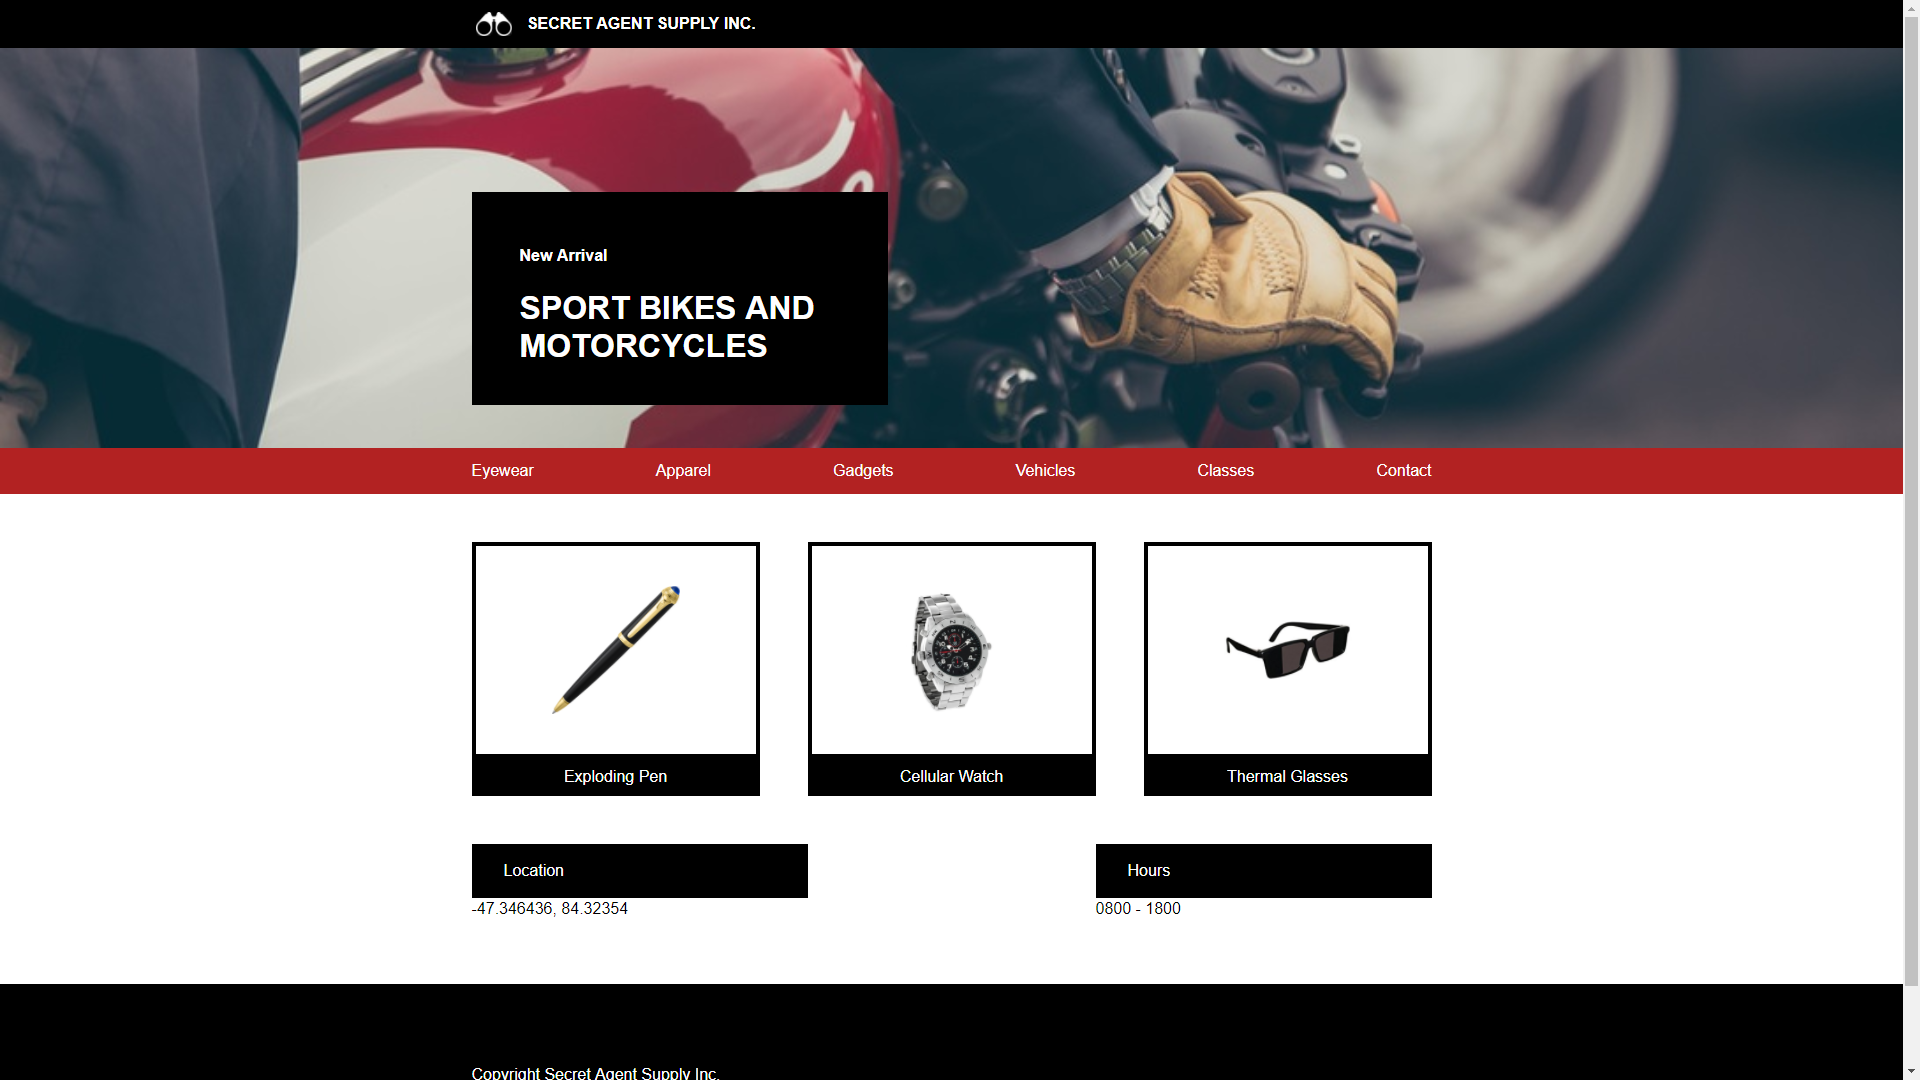 SECRET AGENT SUPPLY INC.
New Arrival
SPORT BIKES AND
MOTORCYCLES
Eyewear
Apparel
Gadgets
Vehicles
Classes
Contact
Exploding Pen
Cellular Watch
Thermal Glasses
Location
Hours
-47.346436, 84.32354
0800 - 1800
Copyright Secret Agent Supply Inc.